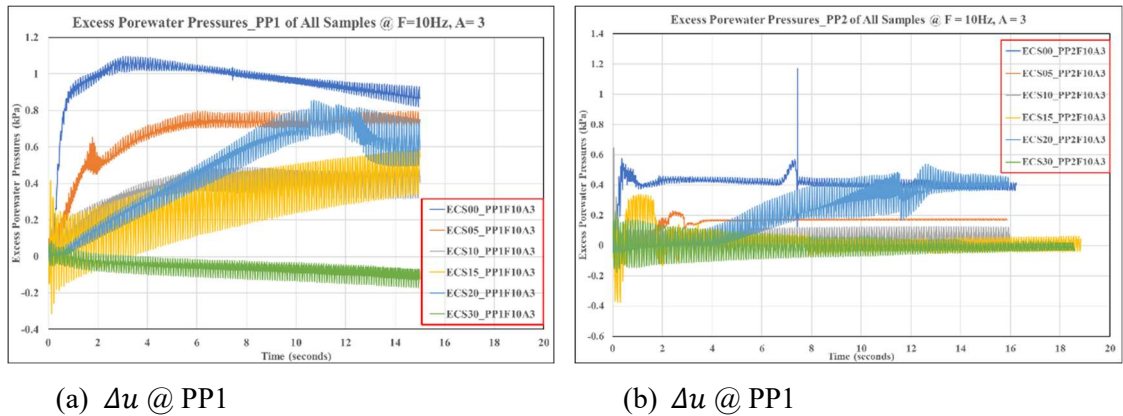 Excess Porewater Pressures_PP1 of All Samples @ F=10Hz, A= 3
Excess Porewater Pressures (kPa)
1.2
1
0.8
0.6
0.4
0.2
0
-0.2
-0.4
0 2 4 6 8 10 12 14 16 18 20
Time (seconds)
ECS00_PP1F10A3
ECS05_PP1F10A3
ECS10_PP1F10A3
ECS15_PP1F10A3
ECS20_PP1F10A3
ECS30_PP1F10A3
(a) Δu @ PP1
Excess Porewater Pressures_PP2 of All Samples @ F = 10Hz, A = 3
Excess Porewater Pressures (kPa)
1.4
1.2
1
0.8
0.6
0.4
0.2
0
-0.2
-0.4
-0.6
0 2 4 6 8 10 12 14 16 18 20
Time (seconds)
ECS00_PP2F10A3
ECS05_PP2F10A3
ECS10_PP2F10A3
ECS15_PP2F10A3
ECS20_PP2F10A3
ECS30_PP2F10A3
(b) Δu @ PP1